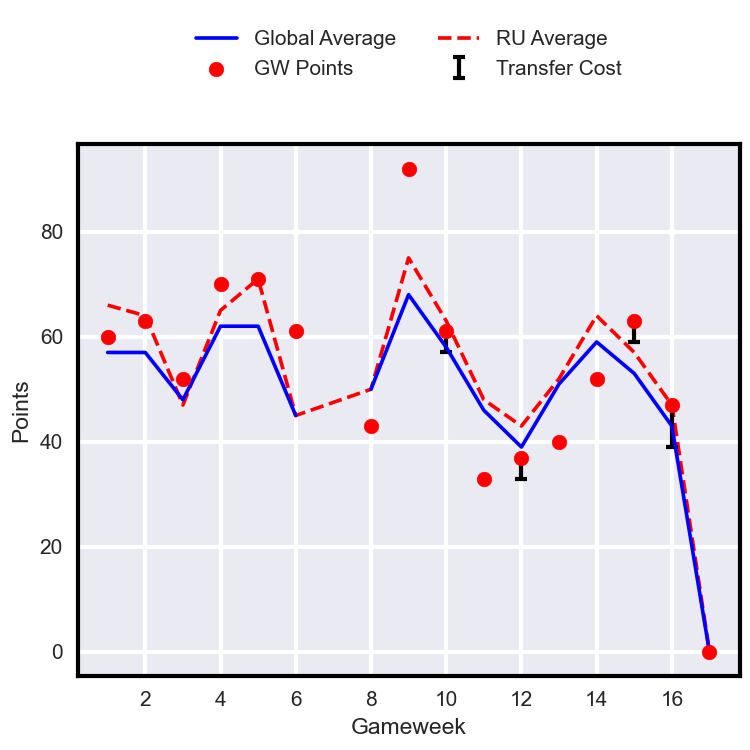 Global Average RU Average
GW Points Transfer Cost
80
60
40
20
0
Points
2 4 6 8 10 12 14 16
Gameweek